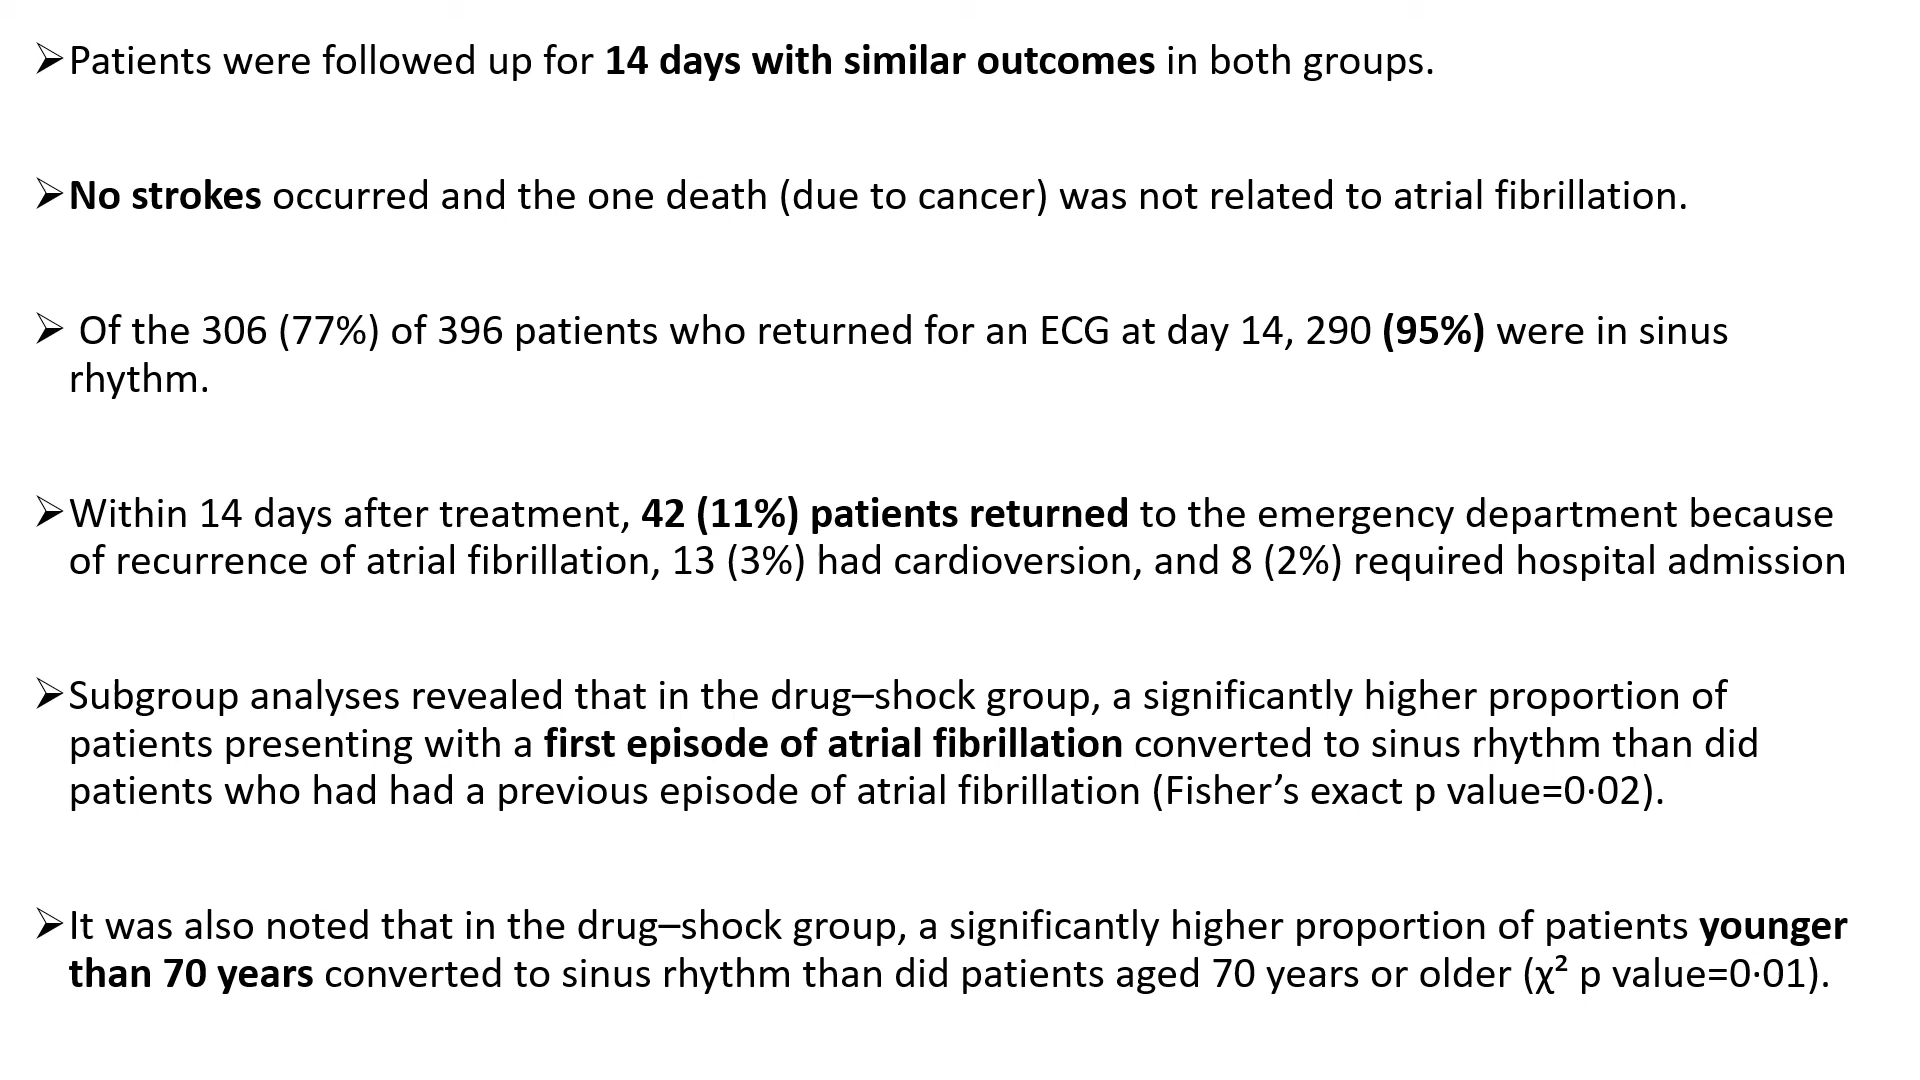 ➢Patients were followed up for 14 days with similar outcomes in both groups.
➢No strokes occurred and the one death (due to cancer) was not related to atrial fibrillation.
➢ Of the 306 (77%) of 396 patients who returned for an ECG at day 14, 290 (95%) were in sinus
rhythm.
➢Within 14 days after treatment, 42 (11%) patients returned to the emergency department because
of recurrence of atrial fibrillation, 13 (3%) had cardioversion, and 8 (2%) required hospital admission
➢Subgroup analyses revealed that in the drug–shock group, a significantly higher proportion of
patients presenting with a first episode of atrial fibrillation converted to sinus rhythm than did
patients who had had a previous episode of atrial fibrillation (Fisher’s exact p value=0·02).
➢It was also noted that in the drug–shock group, a significantly higher proportion of patients younger
than 70 years converted to sinus rhythm than did patients aged 70 years or older (χ² p value=0·01).